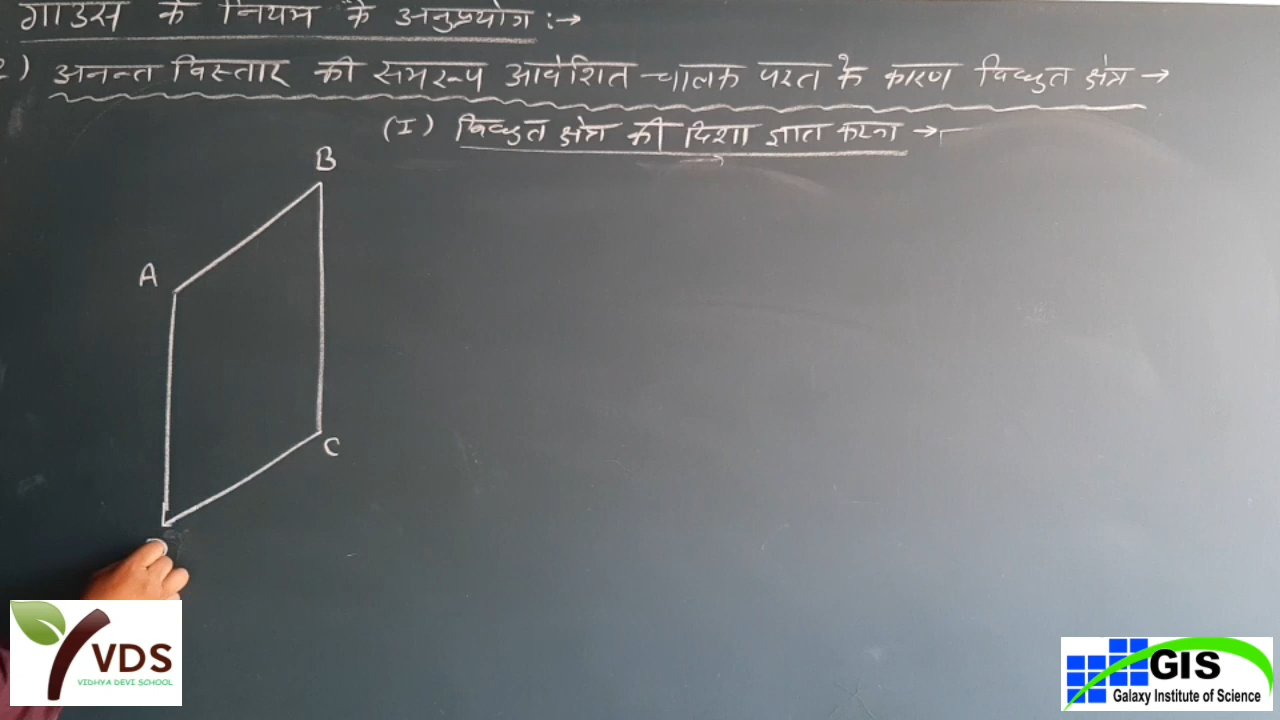 गाउस के नियम के अनुप्रयोग :→
2) अनन्त विस्तार की समरूप आवेशित चालक परत के कारण विद्युत क्षेत्र →
(I) विद्युत क्षेत्र की दिशा ज्ञात करना →
B
A
C
VDS
VIDHYA DEVI SCHOOL
GIS
Galaxy Institute of Science